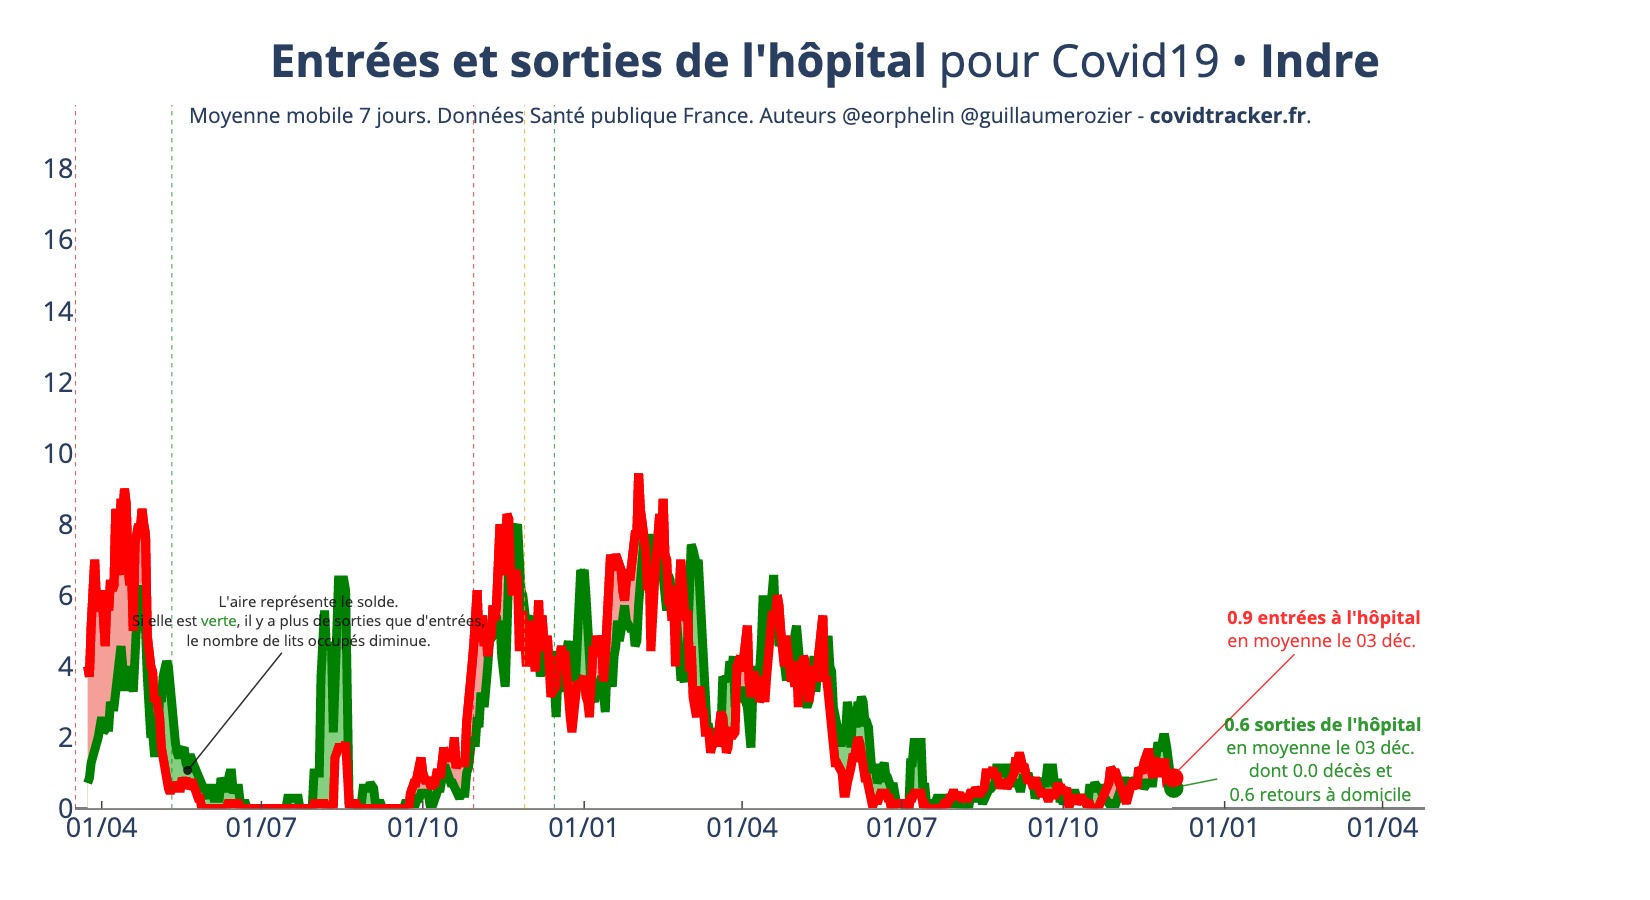 Entrées et sorties de l'hôpital pour Covid19 • Indre
Moyenne mobile 7 jours. Données Santé publique France. Auteurs @eorphelin @guillaumerozier - covidtracker.fr.
18
16
14
12
10
8
6
4
2
0
L'aire représente le solde.
Si elle est verte, il y a plus de sorties que d'entrées,
le nombre de lits occupés diminue.
0.9 entrées à l'hôpital
en moyenne le 03 déc.
0.6 sorties de l'hôpital
en moyenne le 03 déc.
dont 0.0 décès et
0.6 retours à domicile
01/04 01/07 01/10 01/01 01/04 01/07 01/10 01/01 01/04